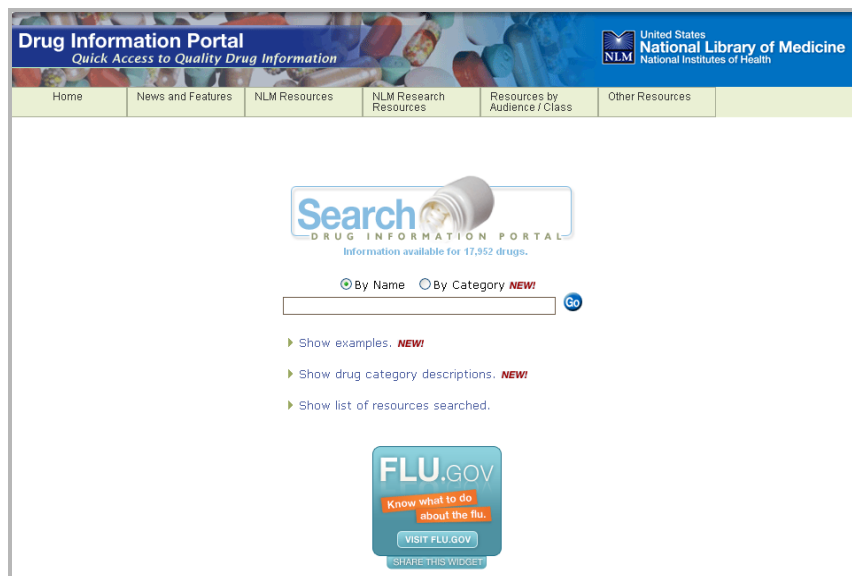 Drug Information Portal
Quick Access to Quality Drug Information
NLM
United States
National Library of Medicine
National Institutes of Health
Home
News and Features
NLM Resources
NLM Research
Resources
Resources by
Audience / Class
Other Resources
Search
DRUG INFORMATION PORTAL
Information available for 17,952 drugs.
By Name By Category NEW!
Go
Show examples. NEW!
Show drug category descriptions. NEW!
Show list of resources searched.
FLU.GOV
Know what to do
about the flu.
VISIT FLU.GOV
SHARE THIS WIDGET